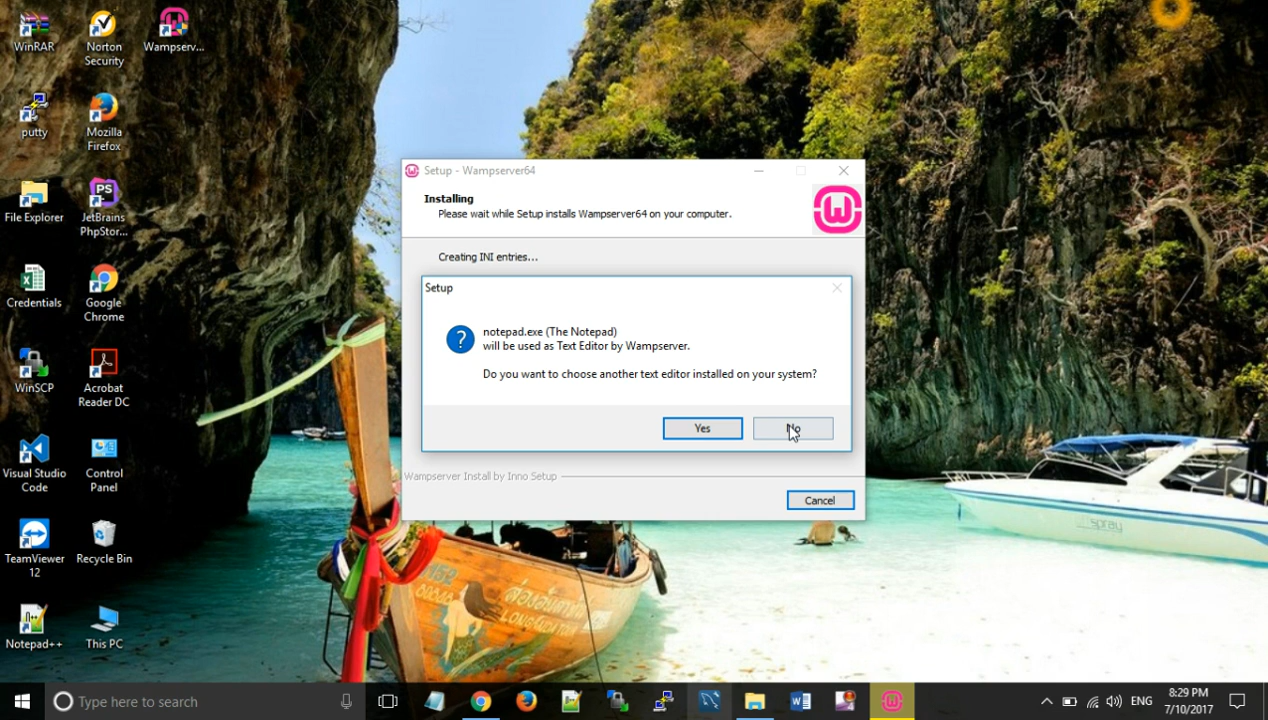 WinRAR
Norton
Security
Wampserv...
putty
Mozilla
Firefox
File Explorer
PS
JetBrains
PhpStor...
Credentials
Google
Chrome
WinSCP
Acrobat
Reader DC
Visual Studio
Code
Control
Panel
TeamViewer
12
Recycle Bin
Notepad++
This PC
Setup - Wampserver64
Installing
Please wait while Setup installs Wampserver64 on your computer.
Creating INI entries...
Setup
notepad.exe (The Notepad)
will be used as Text Editor by Wampserver.
Do you want to choose another text editor installed on your system?
Yes
No
Wampserver Install by Inno Setup
Cancel
spray
Type here to search
ENG
8:29 PM
7/10/2017